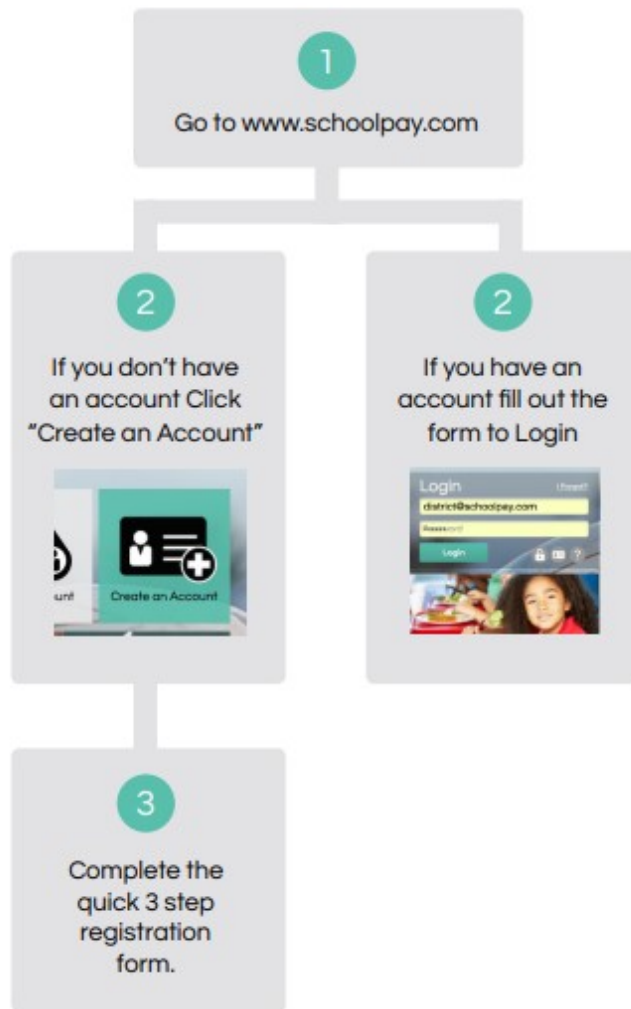 1
Go to www.schoolpay.com
2
If you don't have
an account Click
"Create an Account"
Create an Account
2
If you have an
account fill out the
form to Login
Login
district@schoolpay.com
Login
3
Complete the
quick 3 step
registration
form.